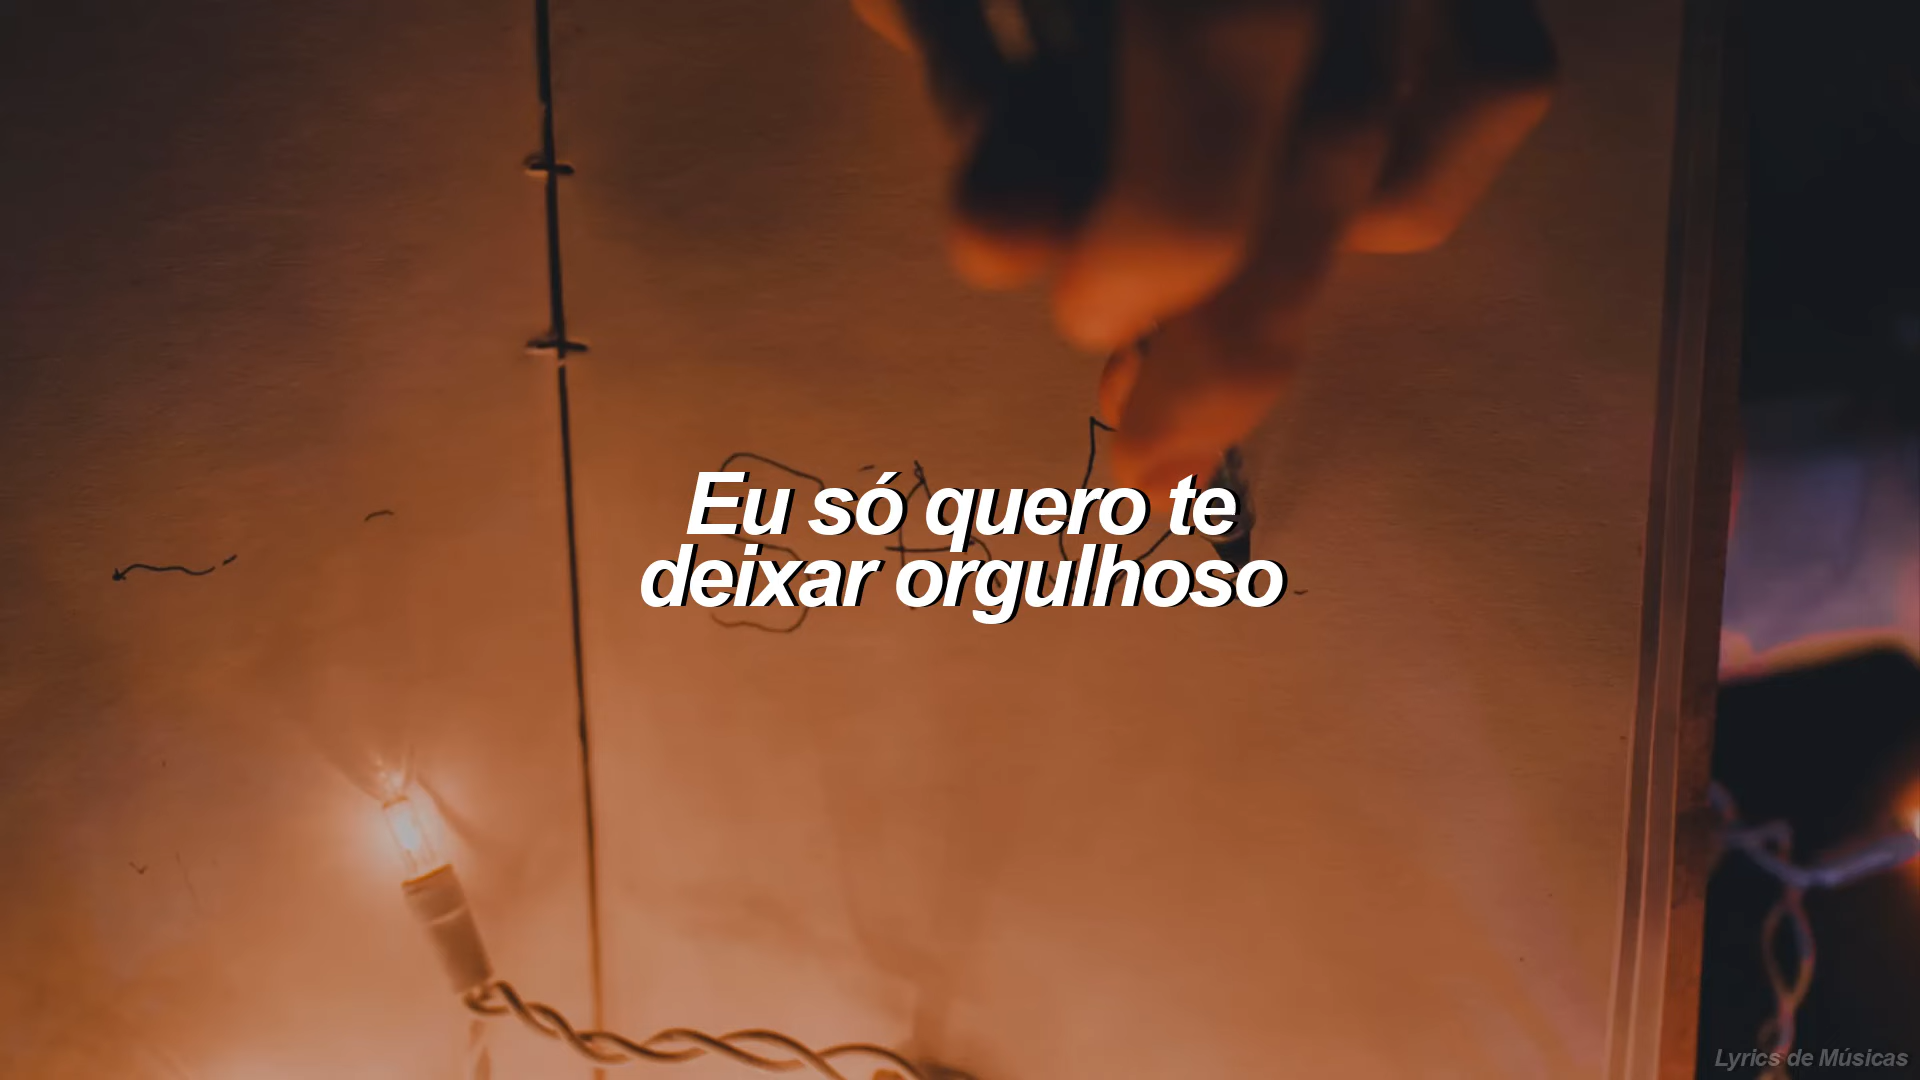 Eu só quero te
deixar orgulhoso
Lyrics de Músicas